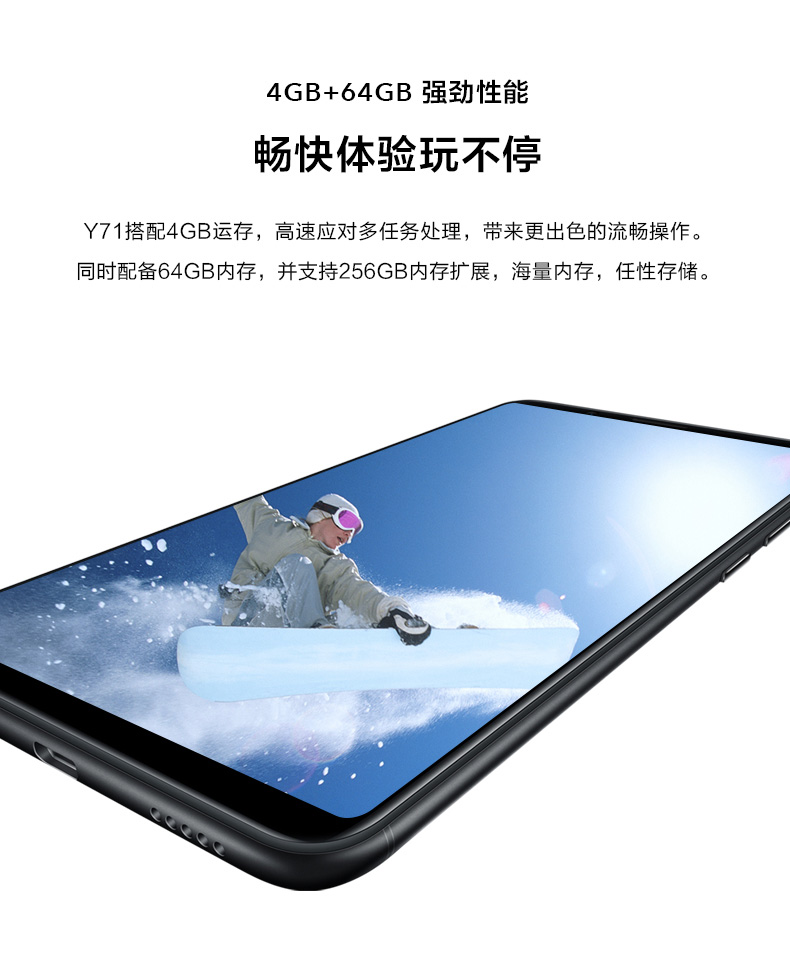 4GB+64GB 强劲性能
畅快体验玩不停
Y71搭配4GB运存，高速应对多任务处理，带来更出色的流畅操作。
同时配备64GB内存，并支持256GB内存扩展，海量内存，任性存储。